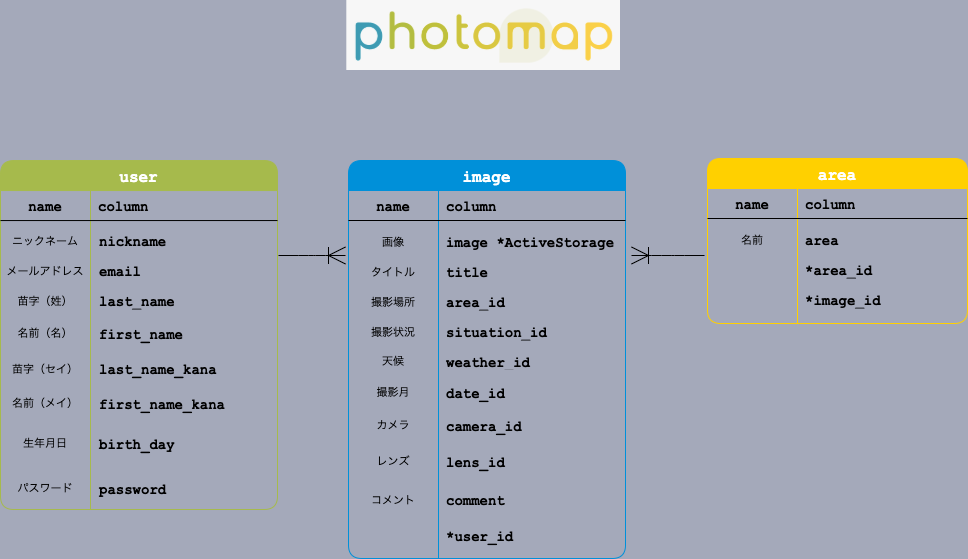 photomap
user
name column
ニックネーム nickname
メールアドレス email
苗字（姓） last_name
名前（名） first_name
苗字（セイ） last_name_kana
名前（メイ） first_name_kana
生年月日 birth_day
パスワード password
image
name column
画像 image *ActiveStorage
タイトル title
撮影場所 area_id
撮影状況 situation_id
天候 weather_id
撮影月 date_id
カメラ camera_id
レンズ lens_id
コメント comment
*user_id
area
name column
名前 area
*area_id
*image_id